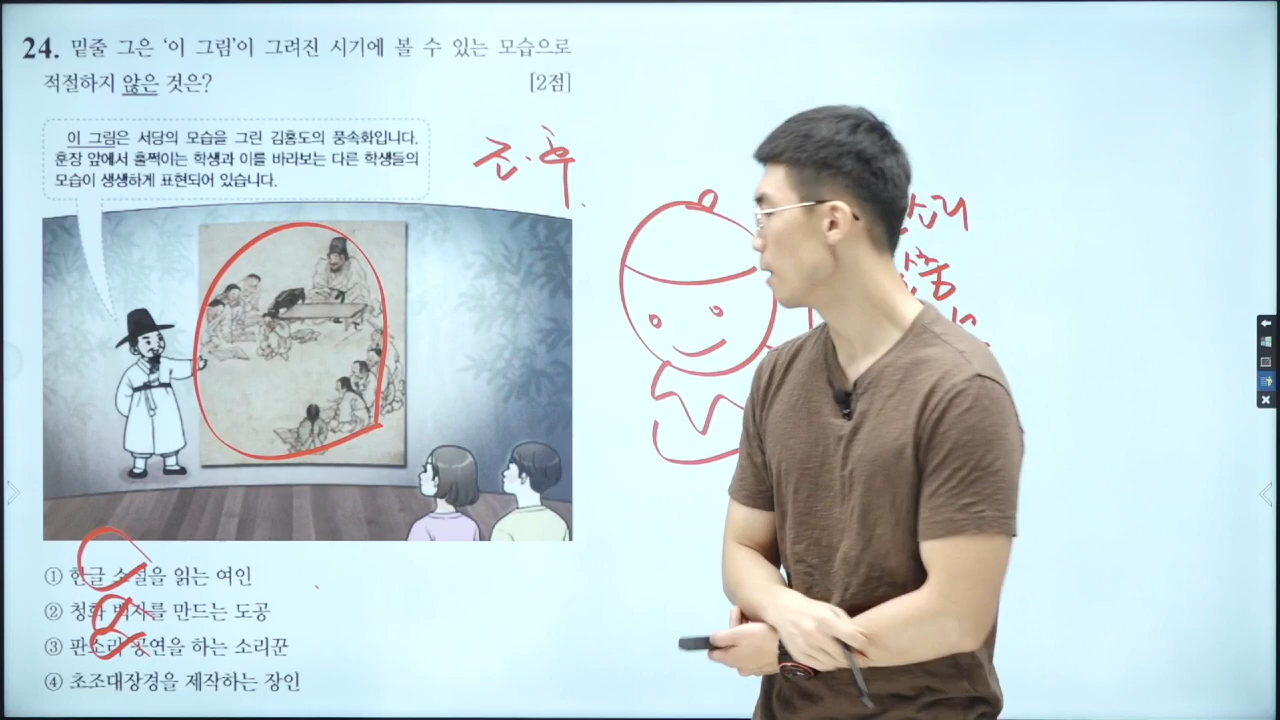 24. 밑줄 그은 ‘이 그림’이 그려진 시기에 볼 수 있는 모습으로
적절하지 않은 것은? [2점]
이 그림은 서당의 모습을 그린 김홍도의 풍속화입니다.
훈장 앞에서 훌쩍이는 학생과 이를 바라보는 다른 학생들의
모습이 생생하게 표현되어 있습니다.
조·후
① 한글 소설을 읽는 여인
② 청화 백자를 만드는 도공
③ 판소리 공연을 하는 소리꾼
④ 초조대장경을 제작하는 장인